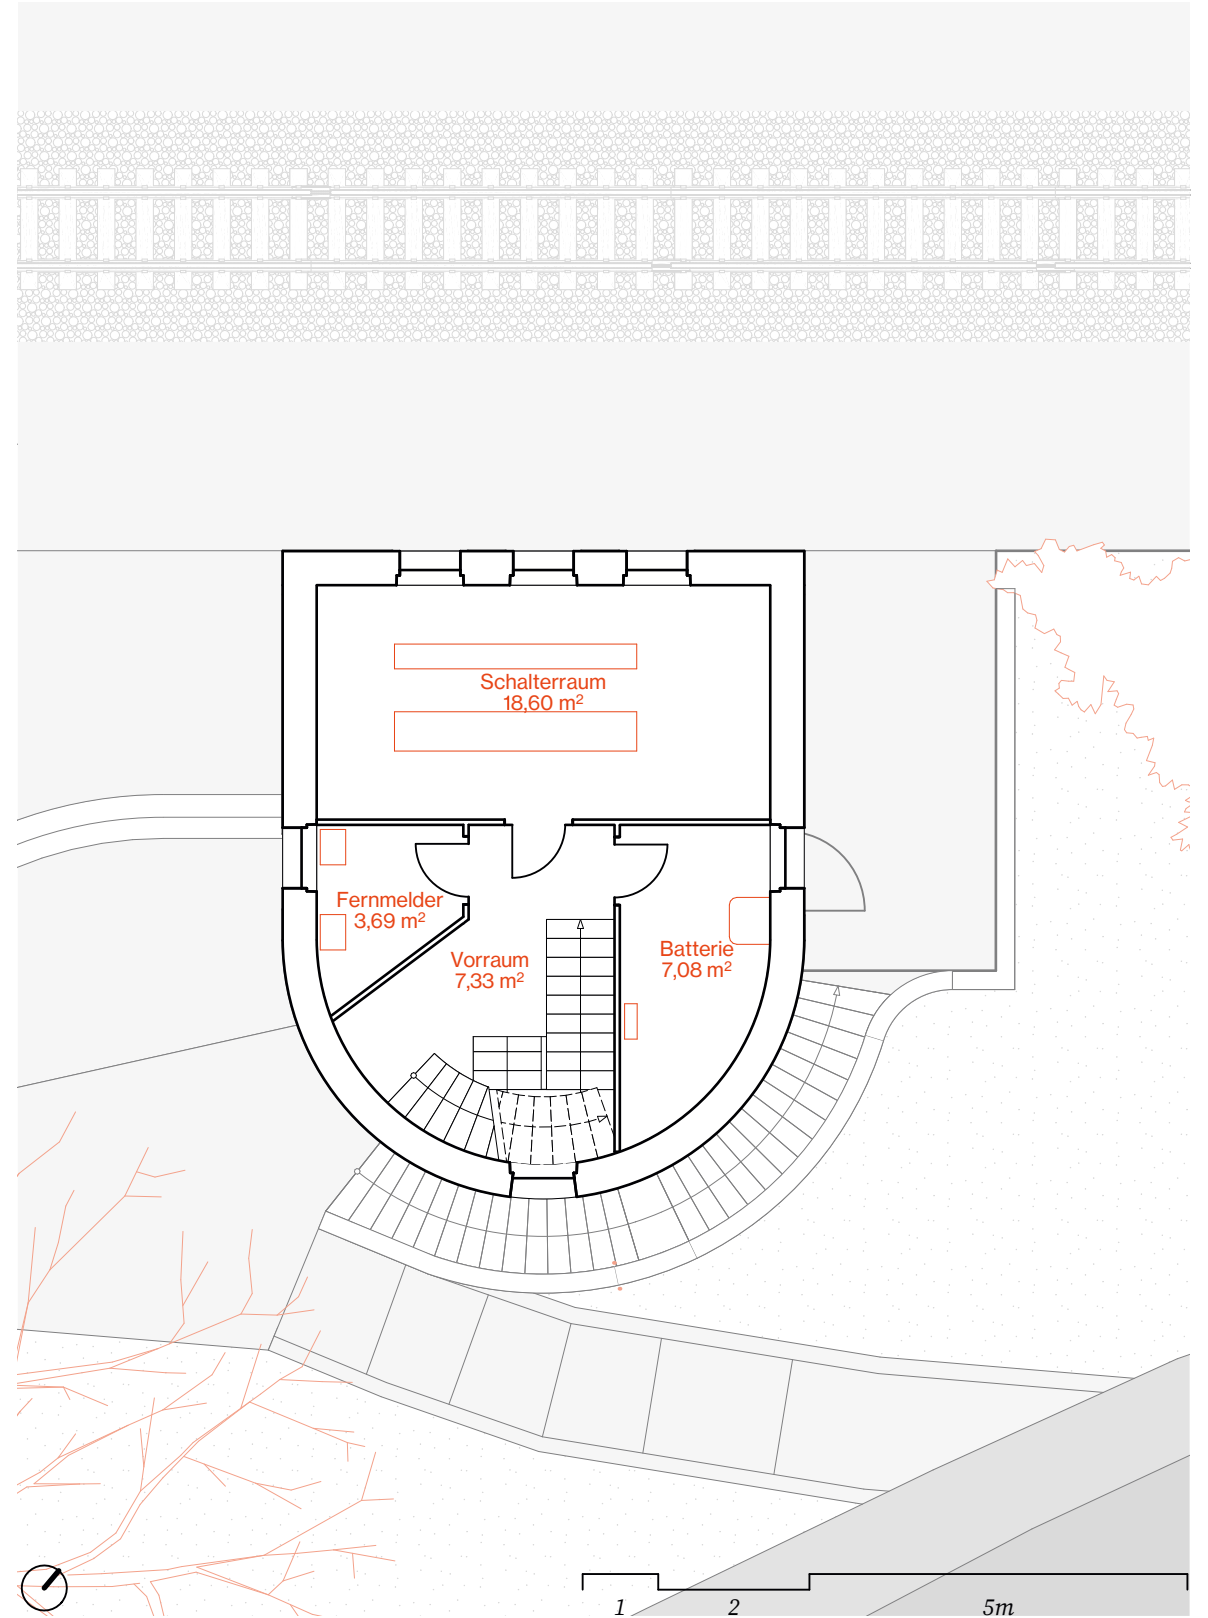 Schalterraum
18,60 m²
Fernmelder
3,69 m²
Vorraum
7,33 m²
Batterie
7,08 m²
1 2 5m